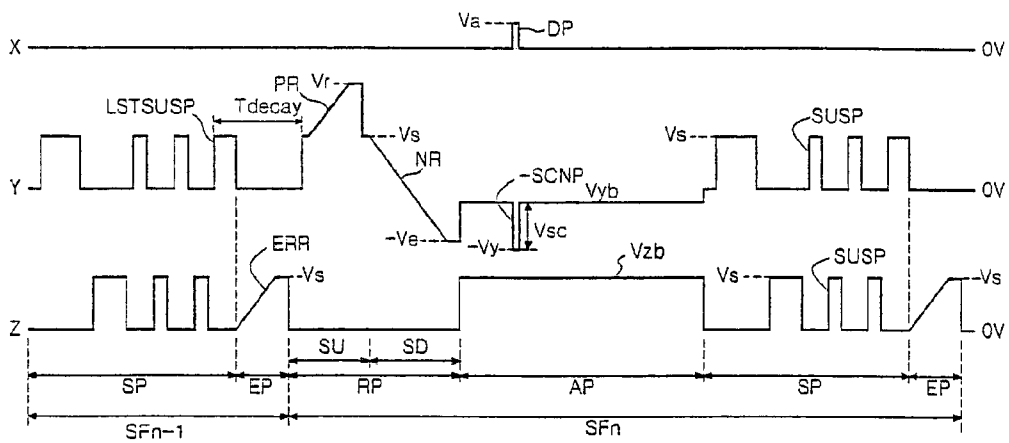 Va DP
X 0V
Vr PR
LSTSUSP Tdecay
Vs NR Vs SUSP
-SCNP
Y Vyb 0V
Vsc
-Ve -Vy
ERR Vs Vzb Vs SUSP Vs
Z 0V
SU SD
SP EP RP AP SP EP
SFn-1 SFn